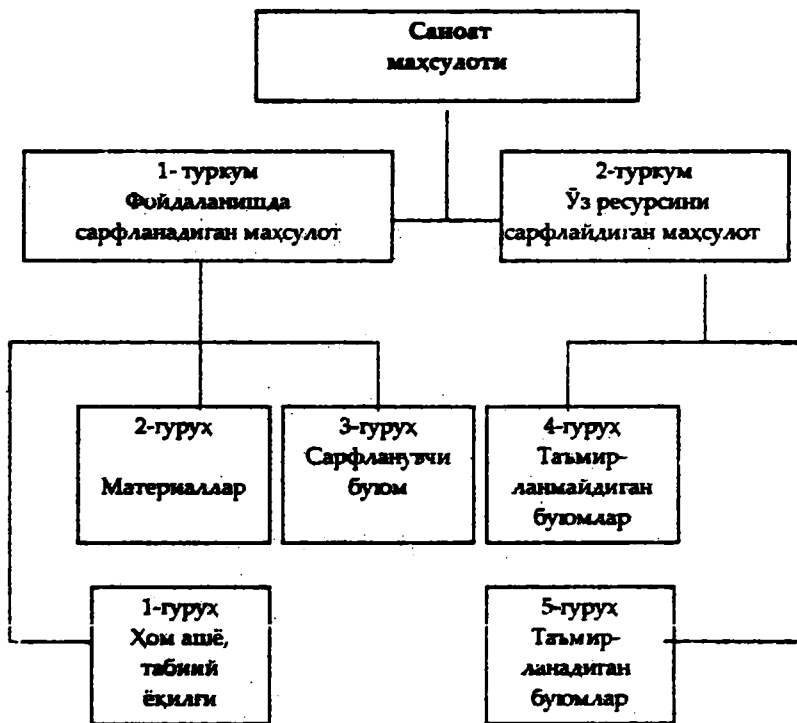 Саноат
маҳсулоти
1- туркум
Фойдаланишда
сарфланадиган маҳсулот
2-туркум
Ўз ресурсини
сарфлайдиган маҳсулот
2-гуруҳ
Материаллар
3-гуруҳ
Сарфланувчи
буюм
4-гуруҳ
Таъмир-
ланмайдиган
буюмлар
1-гуруҳ
Ҳом ашё,
табиий
ёқилғи
5-гуруҳ
Таъмир-
ланадиган
буюмлар